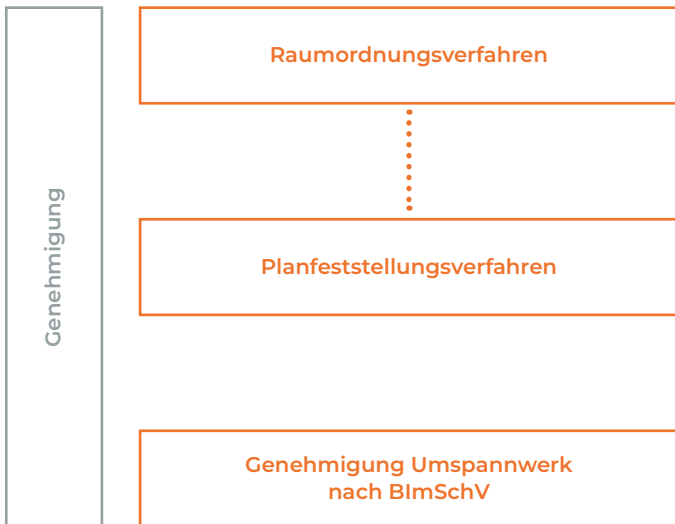 Genehmigung
Raumordnungsverfahren
Planfeststellungsverfahren
Genehmigung Umspannwerk
nach BImSchV